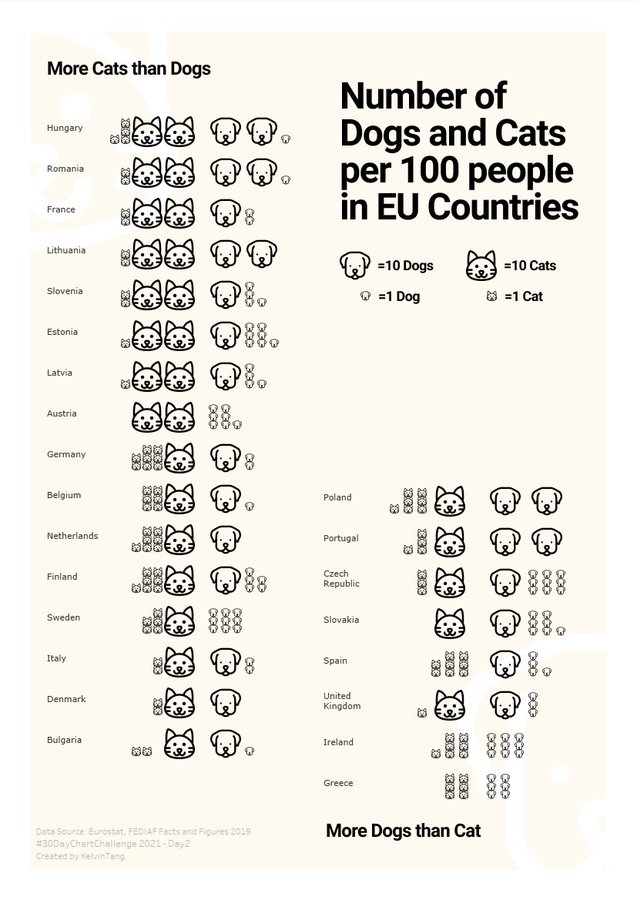 More Cats than Dogs
Number of
Dogs and Cats
per 100 people
in EU Countries
=10 Dogs
=10 Cats
=1 Dog
=1 Cat
Hungary
Romania
France
Lithuania
Slovenia
Estonia
Latvia
Austria
Germany
Belgium
Netherlands
Finland
Sweden
Italy
Denmark
Bulgaria
Poland
Portugal
Czech
Republic
Slovakia
Spain
United
Kingdom
Ireland
Greece
More Dogs than Cat
Data Source: Eurostat, FEDIAF Facts and Figures 2019
#30DayChartChallenge 2021 - Day2
Created by KelvinTang